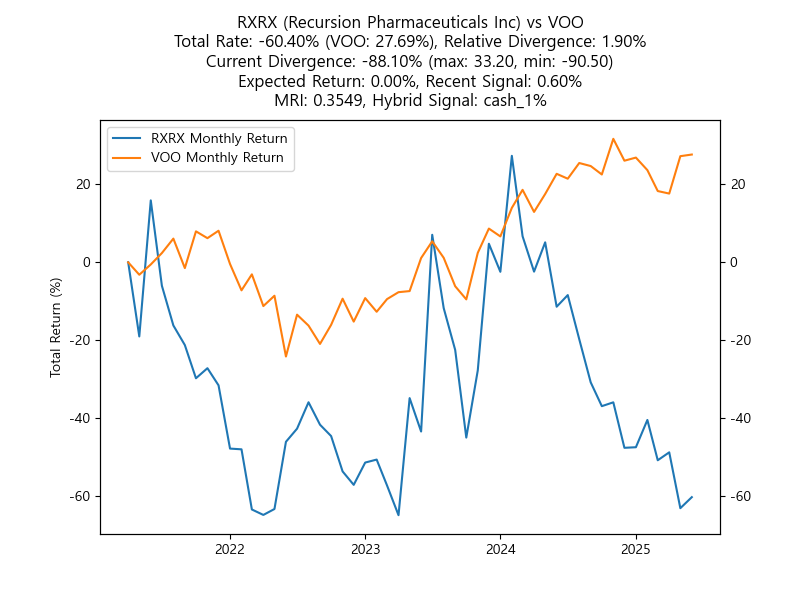 RXRX (Recursion Pharmaceuticals Inc) vs VOO
Total Rate: -60.40% (VOO: 27.69%), Relative Divergence: 1.90%
Current Divergence: -88.10% (max: 33.20, min: -90.50)
Expected Return: 0.00%, Recent Signal: 0.60%
MRI: 0.3549, Hybrid Signal: cash_1%
RXRX Monthly Return
VOO Monthly Return
Total Return (%)
20
0
-20
-40
-60
20
0
-20
-40
-60
2022
2023
2024
2025